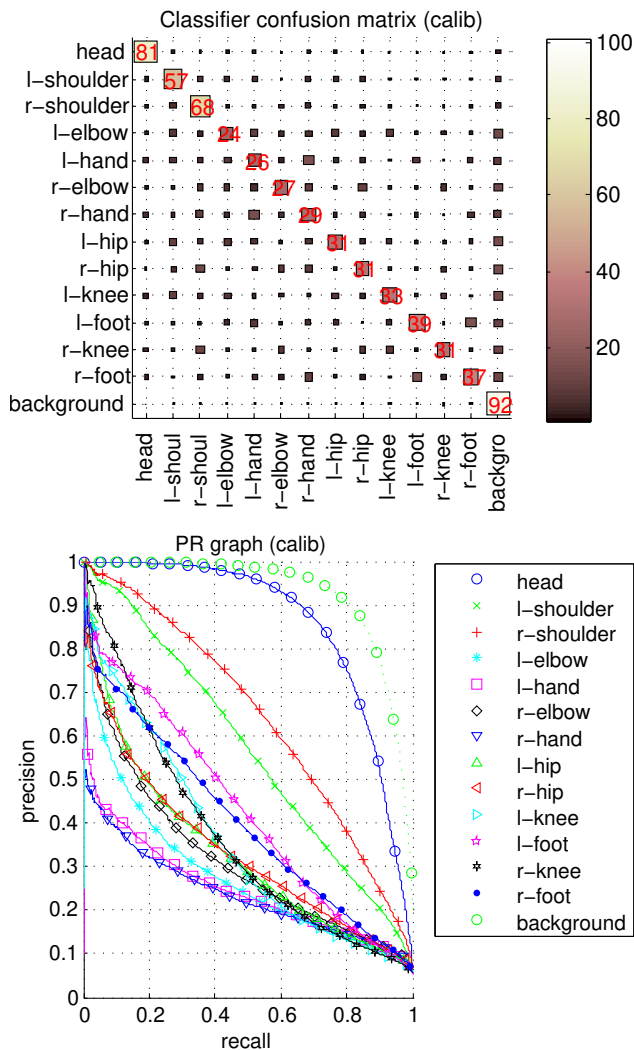 Classifier confusion matrix (calib)
head
l-shoulder
r-shoulder
l-elbow
l-hand
r-elbow
r-hand
l-hip
r-hip
l-knee
l-foot
r-knee
r-foot
background
81
57
68
24
26
27
29
31
31
33
39
31
37
92
head
l-shoul
r-shoul
l-elbow
l-hand
r-elbow
r-hand
l-hip
r-hip
l-knee
l-foot
r-knee
r-foot
backgro
100
80
60
40
20
PR graph (calib)
precision
1
0.9
0.8
0.7
0.6
0.5
0.4
0.3
0.2
0.1
0
0
0.2
0.4
0.6
0.8
1
recall
head
l-shoulder
r-shoulder
l-elbow
l-hand
r-elbow
r-hand
l-hip
r-hip
l-knee
l-foot
r-knee
r-foot
background